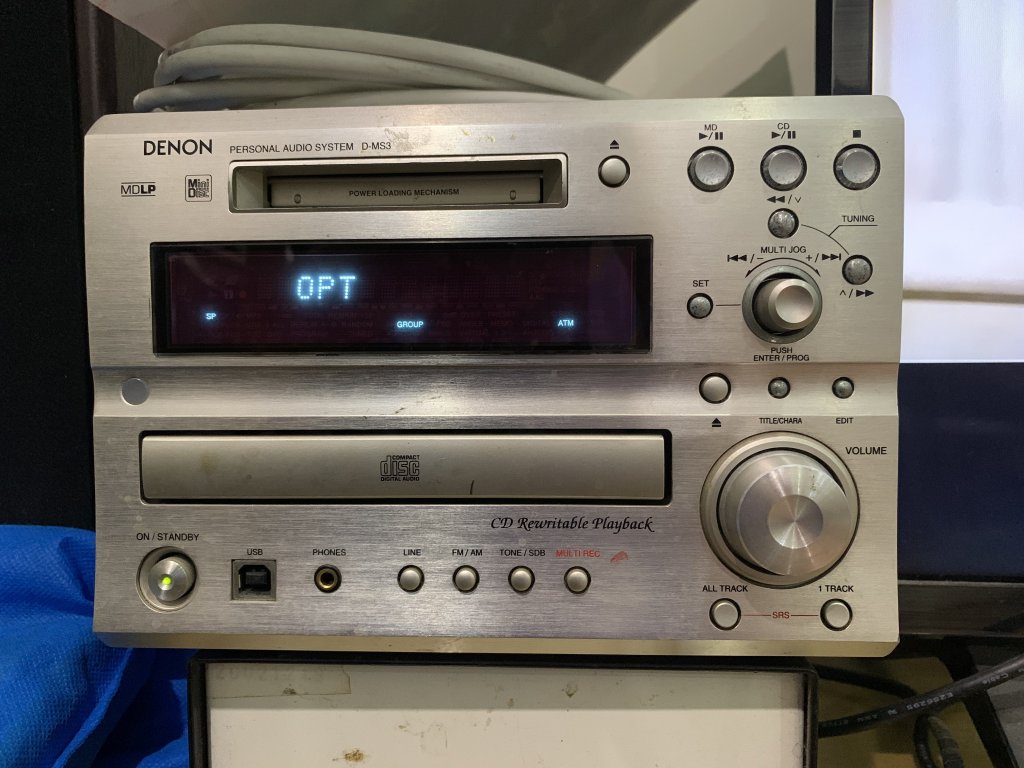 DENON PERSONAL AUDIO SYSTEM D-MS3
MDLP Mini Disc
POWER LOADING MECHANISM
MD
CD
TUNING
MULTI JOG
SET
PUSH
ENTER / PROG
OPT
SP
GROUP
ATM
TITLE/CHARA
EDIT
VOLUME
COMPACT
disc
DIGITAL AUDIO
CD Rewritable Playback
ON / STANDBY
USB
PHONES
LINE
FM / AM
TONE / SDB
MULTI REC
ALL TRACK
1 TRACK
SRS